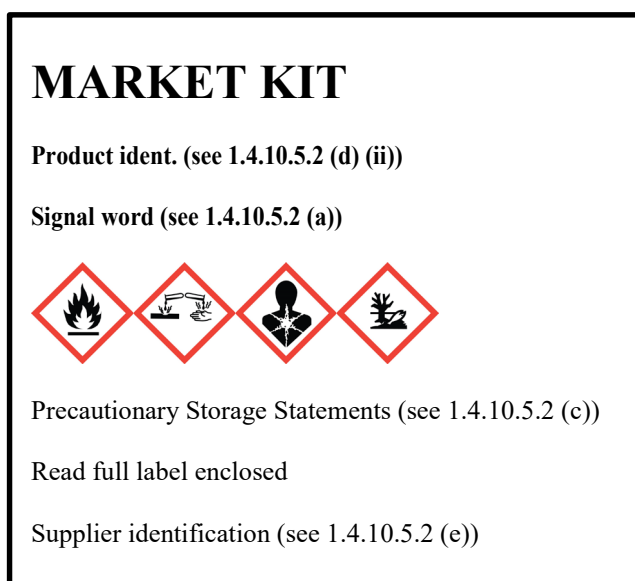 MARKET KIT
Product ident. (see 1.4.10.5.2 (d) (ii))
Signal word (see 1.4.10.5.2 (a))
Precautionary Storage Statements (see 1.4.10.5.2 (c))
Read full label enclosed
Supplier identification (see 1.4.10.5.2 (e))